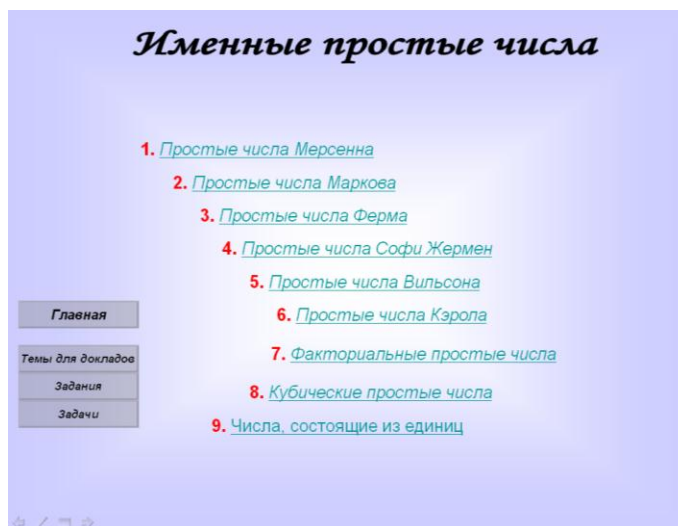 Именные простые числа
1. Простые числа Мерсенна
2. Простые числа Маркова
3. Простые числа Ферма
4. Простые числа Софи Жермен
5. Простые числа Вильсона
6. Простые числа Кэрола
7. Факториальные простые числа
8. Кубические простые числа
9. Числа, состоящие из единиц
Главная
Темы для докладов
Задания
Задачи